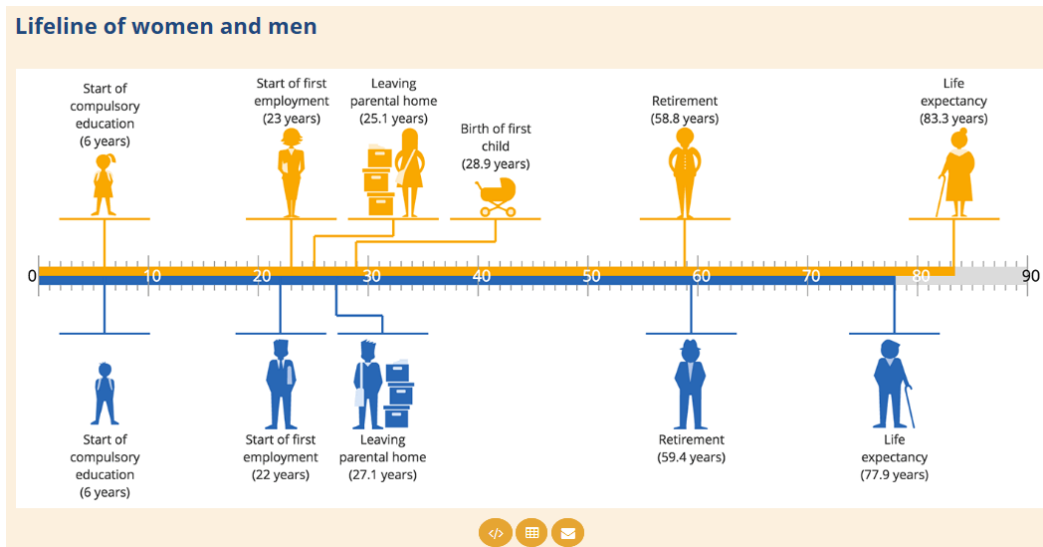 Lifeline of women and men
Start of
compulsory
education
(6 years)
Start of first
employment
(23 years)
Leaving
parental home
(25.1 years)
Birth of first
child
(28.9 years)
Retirement
(58.8 years)
Life
expectancy
(83.3 years)
0 10 20 30 40 50 60 70 80 90
Start of
compulsory
education
(6 years)
Start of first
employment
(22 years)
Leaving
parental home
(27.1 years)
Retirement
(59.4 years)
Life
expectancy
(77.9 years)